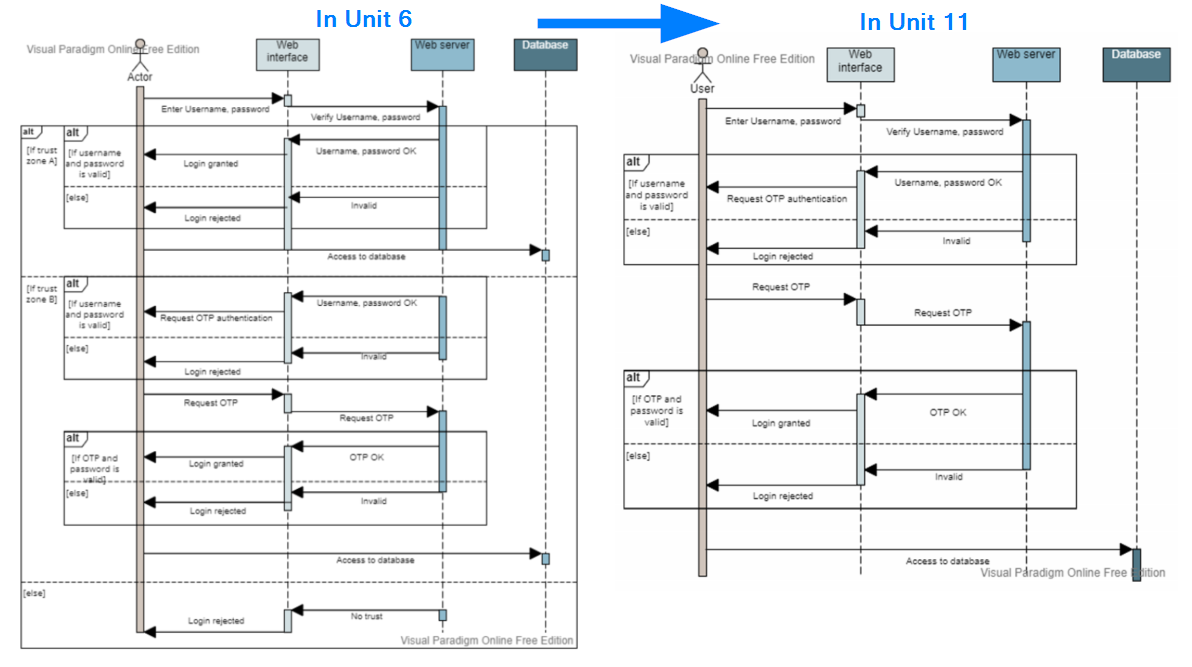 In Unit 6
Visual Paradigm Online Free Edition
Actor
Web
interface
Web server
Database
Enter Username, password
Verify Username, password
alt
[If trust
zone A]
alt
[If username
and password
is valid]
Username, password OK
Login granted
[else]
Invalid
Login rejected
Access to database
[If trust
zone B]
alt
[If username
and password
is valid]
Username, password OK
Request OTP authentication
[else]
Invalid
Login rejected
Request OTP
Request OTP
alt
[If OTP and
password is
valid]
OTP OK
Login granted
[else]
Invalid
Login rejected
Access to database
[else]
No trust
Login rejected
Visual Paradigm Online Free Edition
In Unit 11
Visual Paradigm Online Free Edition
User
Web
interface
Web server
Database
Enter Username, password
Verify Username, password
alt
[If username
and password
is valid]
Username, password OK
Request OTP authentication
[else]
Invalid
Login rejected
Request OTP
Request OTP
alt
[If OTP and
password is
valid]
OTP OK
Login granted
[else]
Invalid
Login rejected
Access to database
Visual Paradigm Online Free Edition